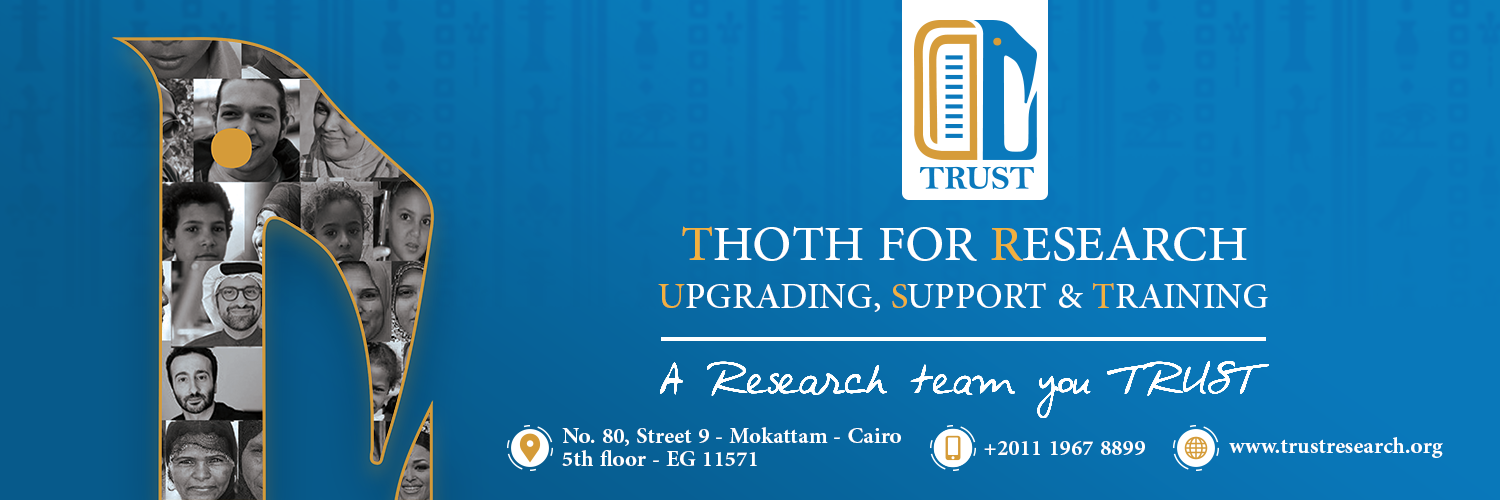 TRUST
THOTH FOR RESEARCH
UPGRADING, SUPPORT & TRAINING
A Research team you TRUST
No. 80, Street 9 - Mokattam - Cairo
5th floor - EG 11571
+2011 1967 8899
www.trustresearch.org